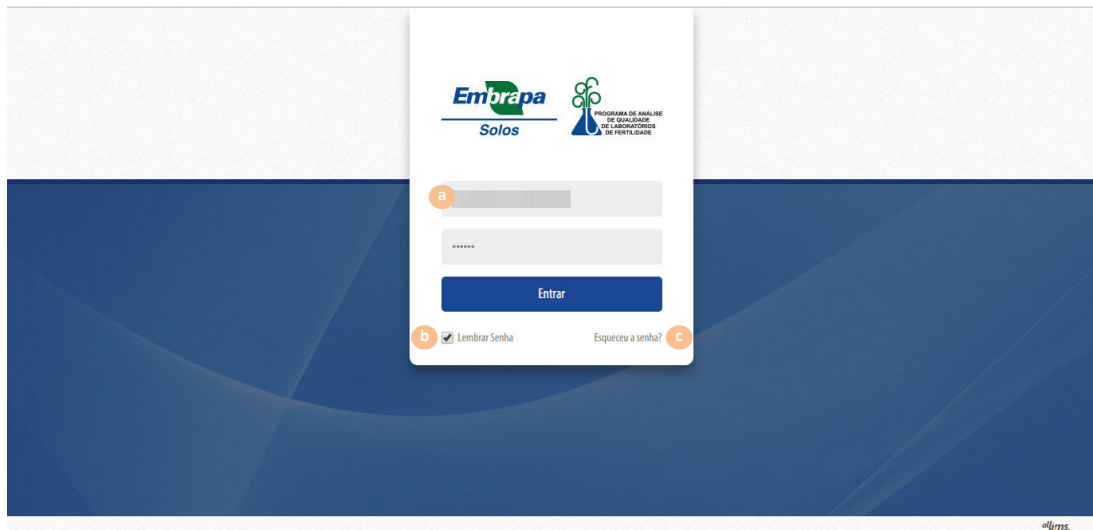 Embrapa
Solos
PROGRAMA DE ANÁLISE
DE QUALIDADE
DE LABORATÓRIOS
DE FERTILIDADE
a
••••••
Entrar
b Lembrar Senha
Esqueceu a senha? c
allims.